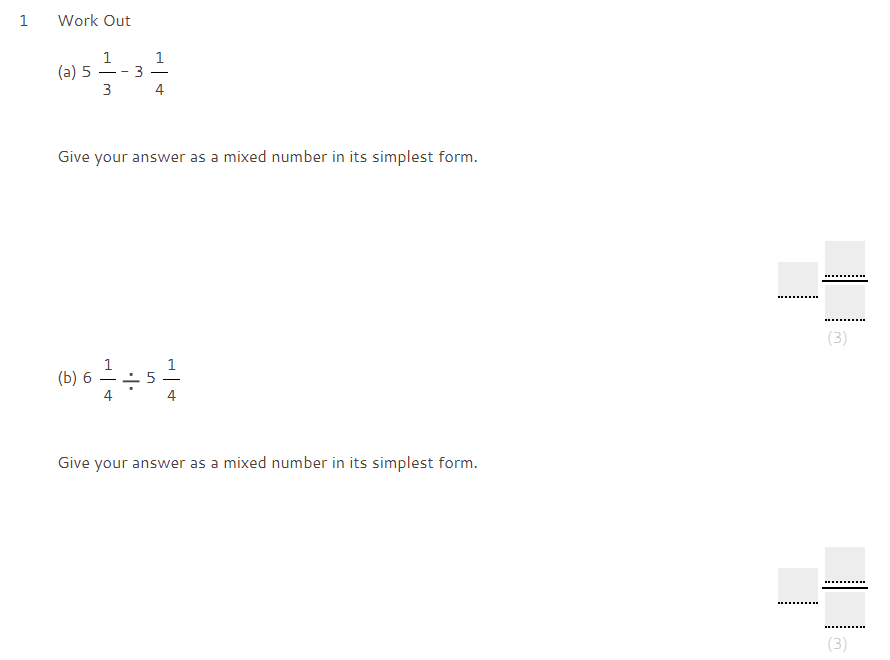 1 Work Out
(a) 5 1/3 - 3 1/4
Give your answer as a mixed number in its simplest form.
(3)
(b) 6 1/4 ÷ 5 1/4
Give your answer as a mixed number in its simplest form.
(3)